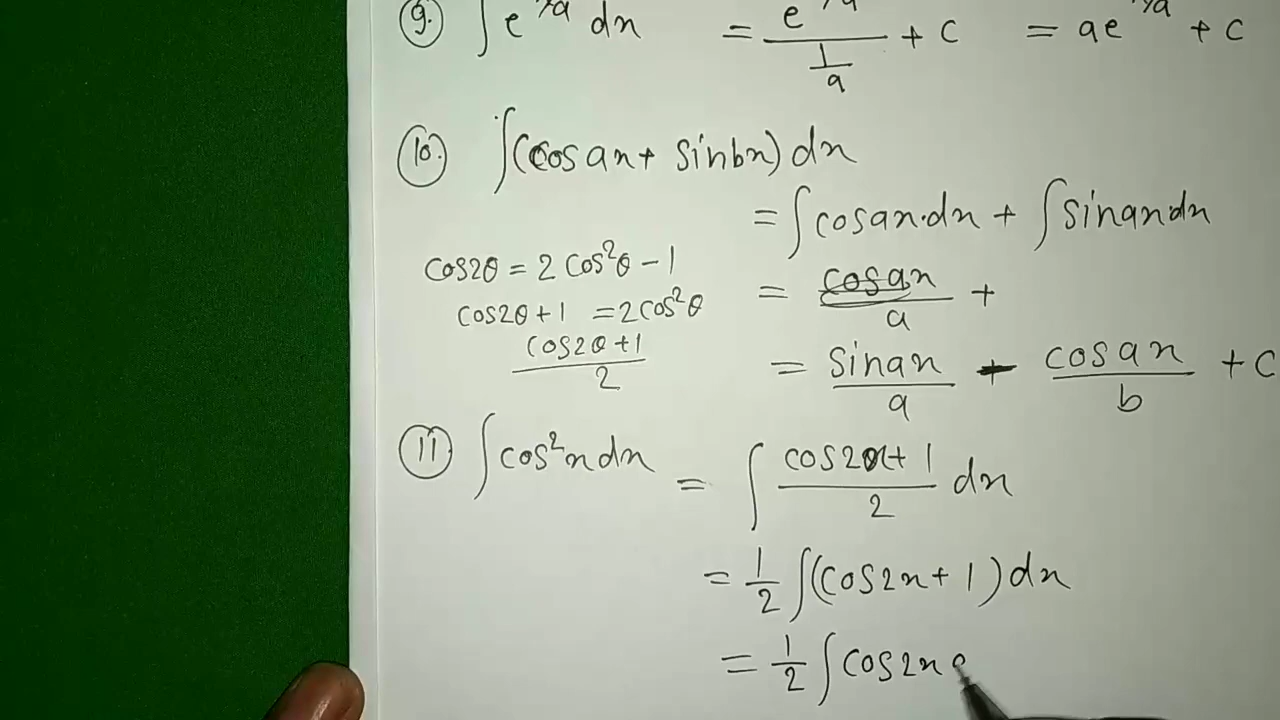 9. ∫e^{x/a} dx = e^{x/a}/(1/a) + c = ae^{x/a} + c
10. ∫(cos ax + sin bx) dx
= ∫cos ax·dx + ∫sin ax dx
cos2θ = 2 cos²θ - 1
= cos ax/a +
cos2θ + 1 = 2cos²θ
(cos2θ + 1)/2
= sin ax/a - cos ax/b + c
11 ∫cos²x dx = ∫(cos2x + 1)/2 dx
= 1/2 ∫(cos2x + 1) dx
= 1/2 ∫cos2x